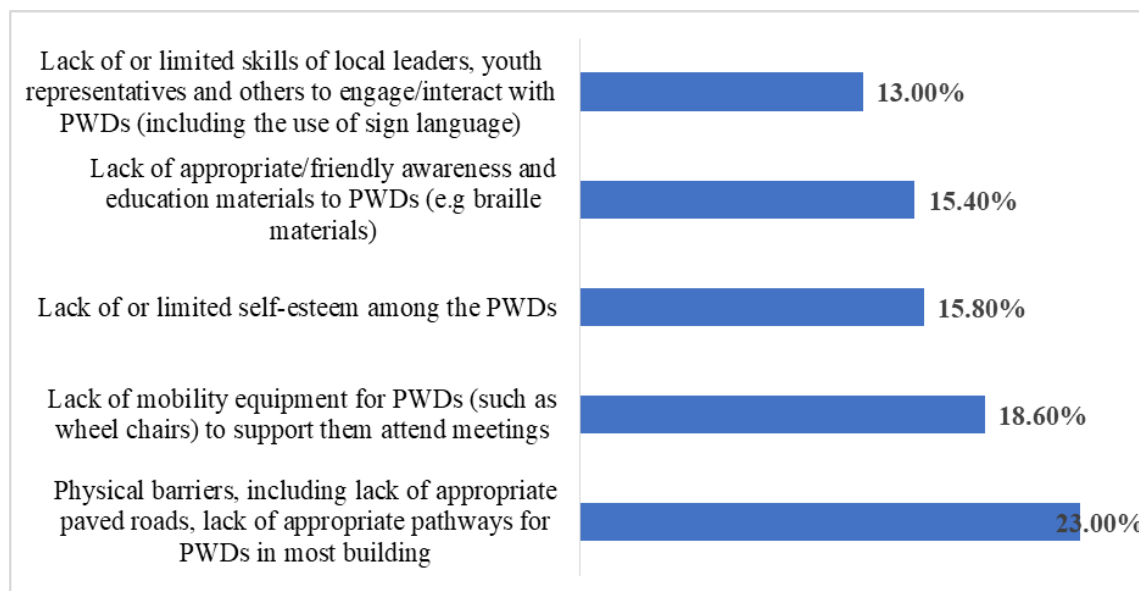 Lack of or limited skills of local leaders, youth
representatives and others to engage/interact with
PWDs (including the use of sign language)
13.00%
Lack of appropriate/friendly awareness and
education materials to PWDs (e.g braille
materials)
15.40%
Lack of or limited self-esteem among the PWDs
15.80%
Lack of mobility equipment for PWDs (such as
wheel chairs) to support them attend meetings
18.60%
Physical barriers, including lack of appropriate
paved roads, lack of appropriate pathways for
PWDs in most building
23.00%